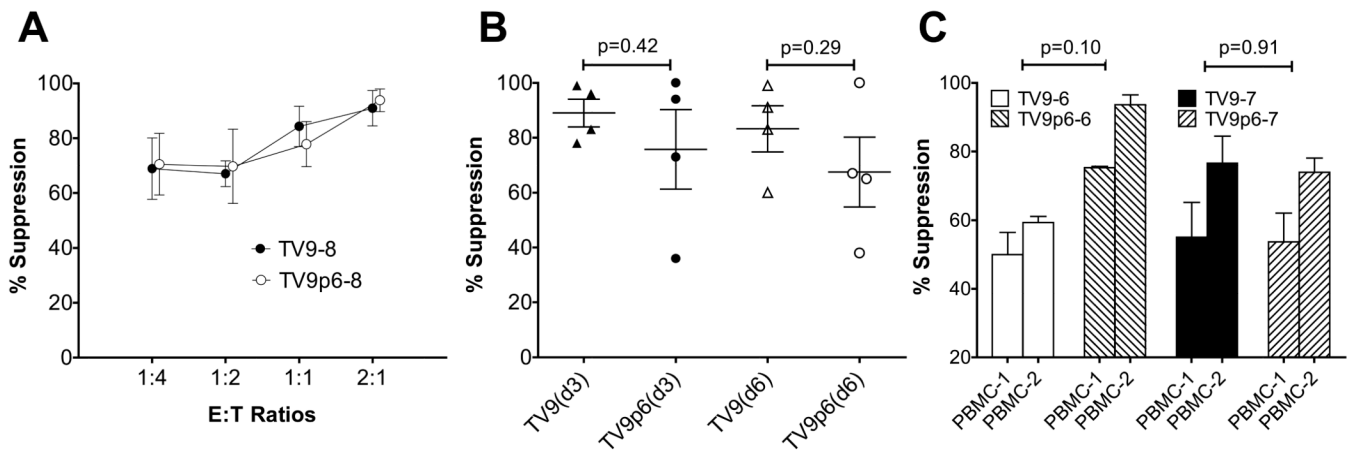 A
% Suppression
100
80
60
40
20
0
TV9-8
TV9p6-8
1:4 1:2 1:1 2:1
E:T Ratios
B
p=0.42 p=0.29
% Suppression
100
80
60
40
20
0
TV9(d3) TV9p6(d3) TV9(d6) TV9p6(d6)
C
p=0.10 p=0.91
% Suppression
100
80
60
40
20
TV9-6 TV9-7
TV9p6-6 TV9p6-7
PBMC-1 PBMC-2 PBMC-1 PBMC-2 PBMC-1 PBMC-2 PBMC-1 PBMC-2